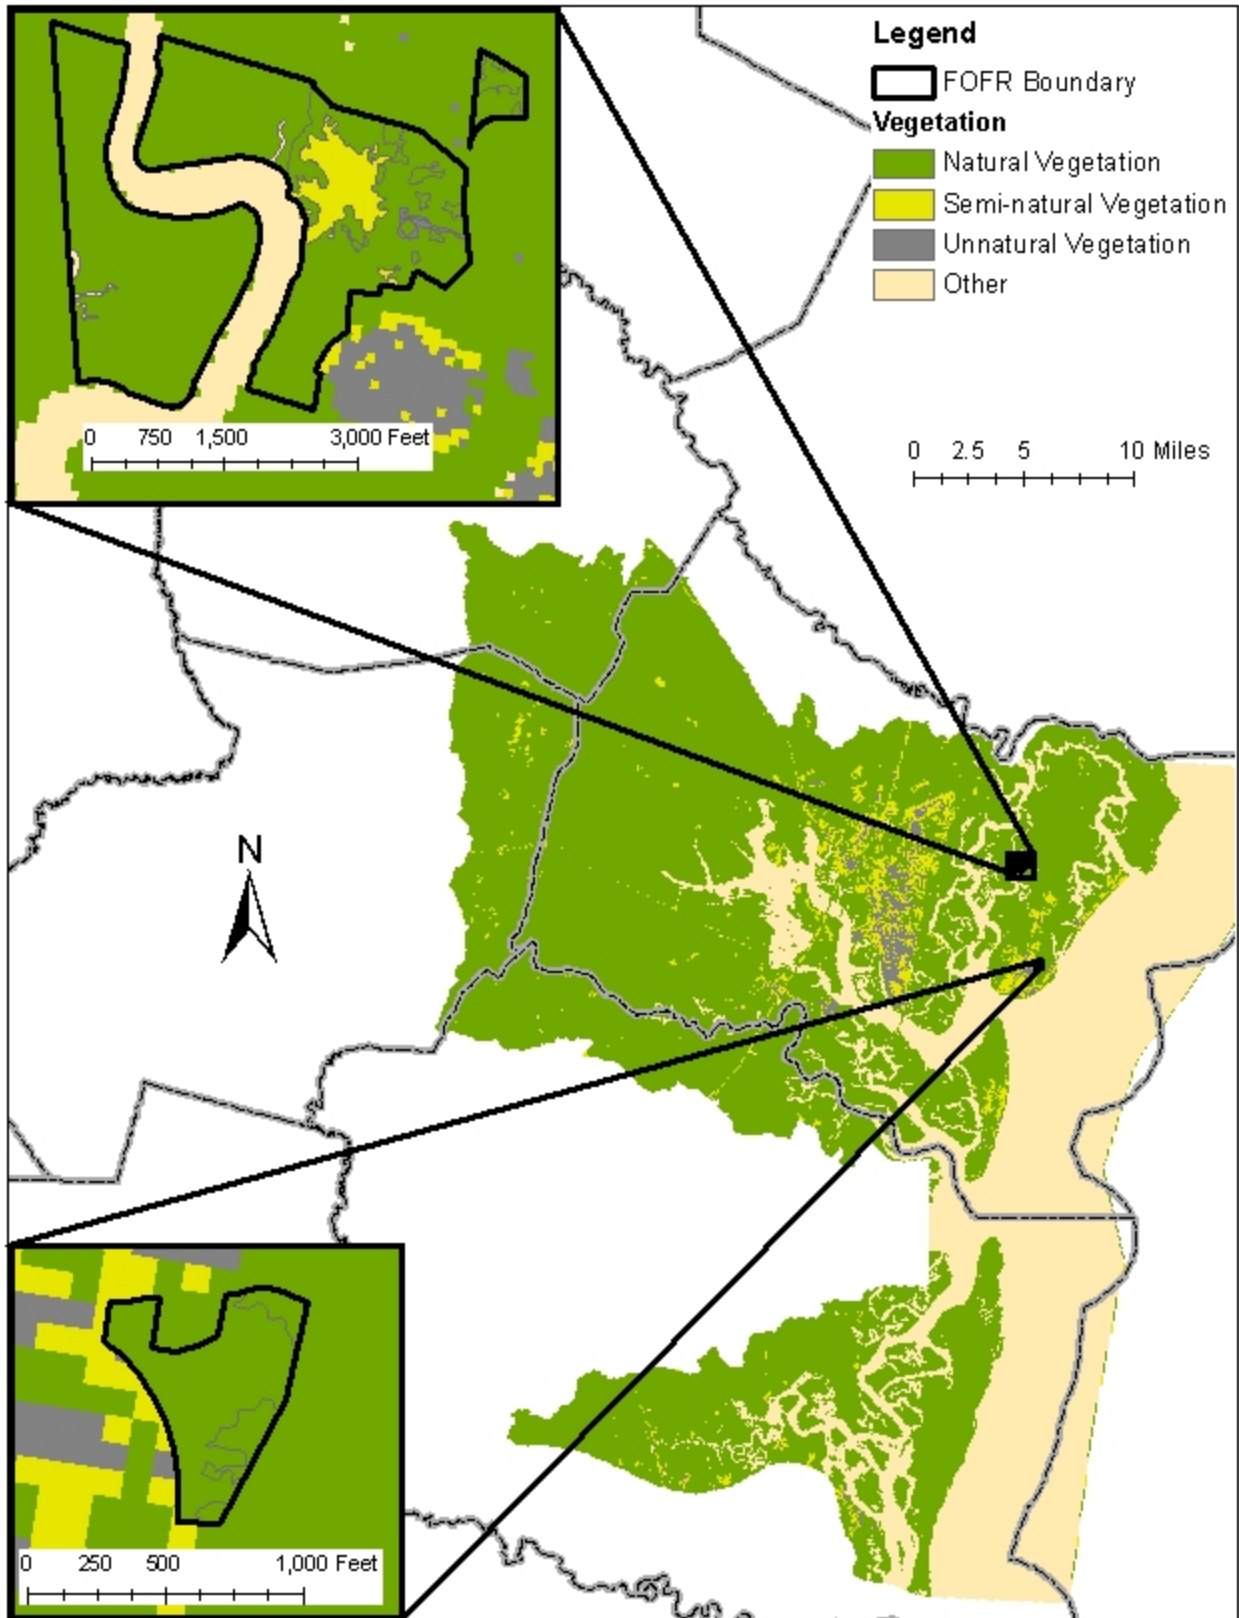 Legend
FOFR Boundary
Vegetation
Natural Vegetation
Semi-natural Vegetation
Unnatural Vegetation
Other
0 750 1,500 3,000 Feet
0 2.5 5 10 Miles
N
0 250 500 1,000 Feet